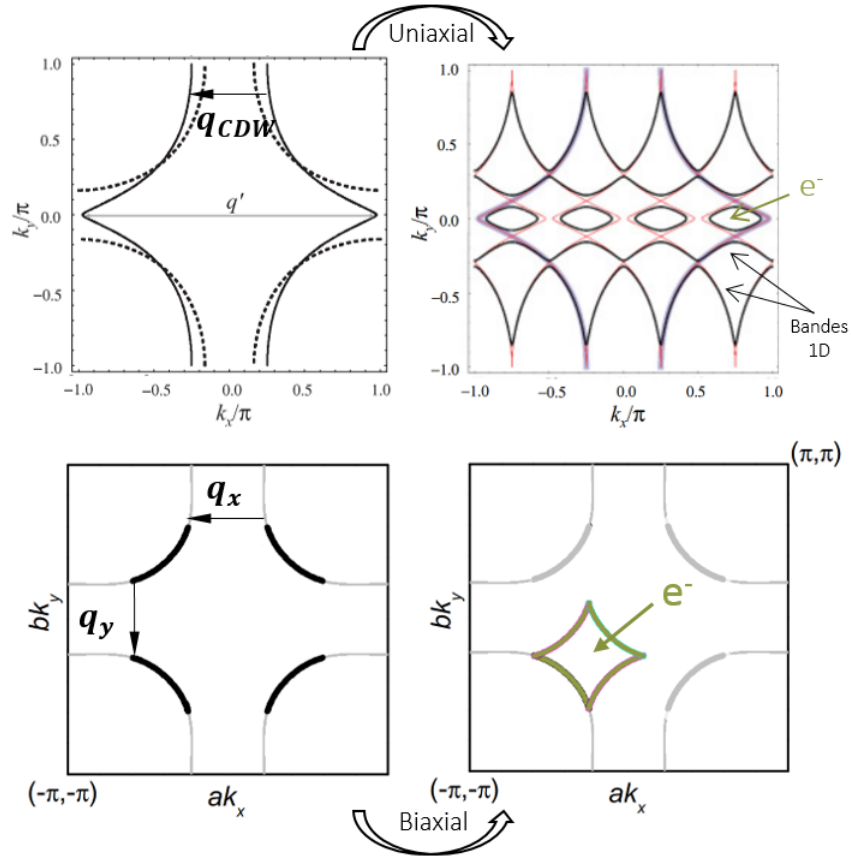 Uniaxial
1.0
0.5
0.0
−0.5
−1.0
k_y/π
q_CDW
q′
−1.0
−0.5
0.0
0.5
1.0
k_x/π
1.0
0.5
0.0
−0.5
−1.0
k_y/π
e⁻
Bandes
1D
−1.0
−0.5
0.0
0.5
1.0
k_x/π
q_x
q_y
bk_y
(-π,-π)
ak_x
(π,π)
e⁻
bk_y
(-π,-π)
ak_x
Biaxial